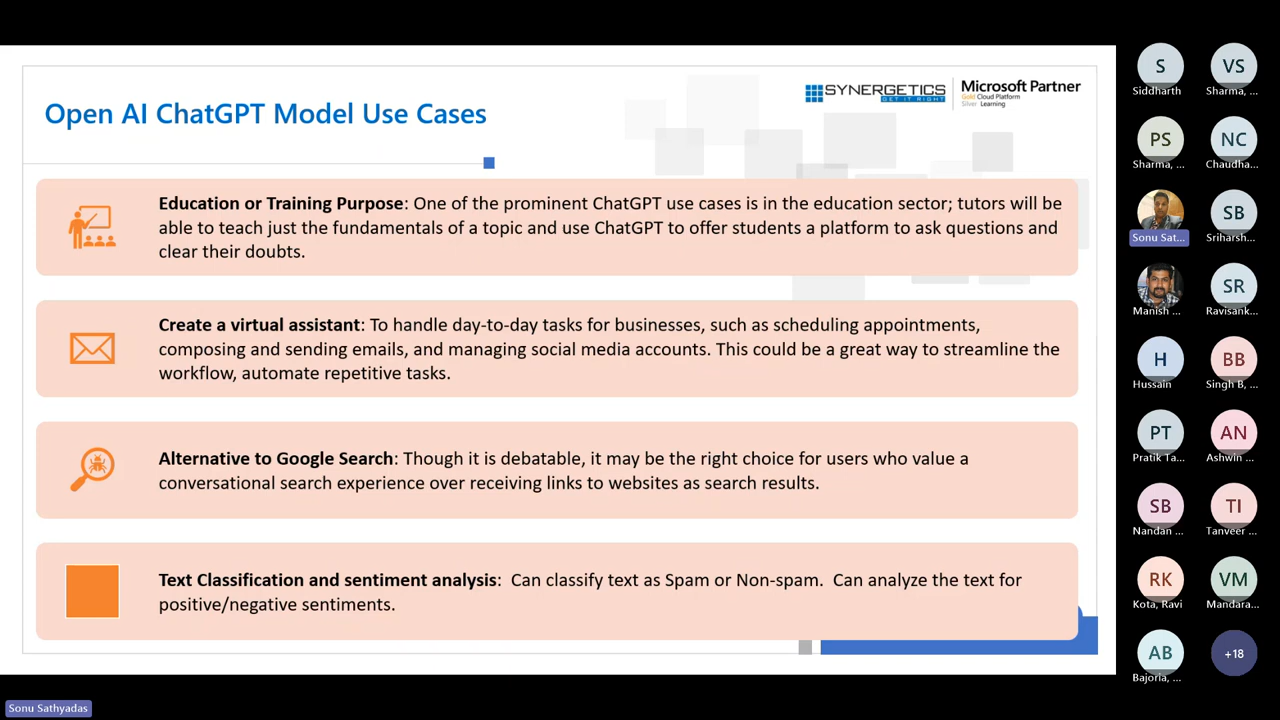 Open AI ChatGPT Model Use Cases
SYNERGETICS
GET IT RIGHT
Microsoft Partner
Gold Cloud Platform
Silver Learning
Education or Training Purpose: One of the prominent ChatGPT use cases is in the education sector; tutors will be
able to teach just the fundamentals of a topic and use ChatGPT to offer students a platform to ask questions and
clear their doubts.
Create a virtual assistant: To handle day-to-day tasks for businesses, such as scheduling appointments,
composing and sending emails, and managing social media accounts. This could be a great way to streamline the
workflow, automate repetitive tasks.
Alternative to Google Search: Though it is debatable, it may be the right choice for users who value a
conversational search experience over receiving links to websites as search results.
Text Classification and sentiment analysis:  Can classify text as Spam or Non-spam.  Can analyze the text for
positive/negative sentiments.
S
Siddharth
VS
Sharma, ...
PS
Sharma, ...
NC
Chaudha...
Sonu Sat...
SB
Sriharsh...
Manish ...
SR
Ravisank...
H
Hussain
BB
Singh B, ...
PT
Pratik Ta...
AN
Ashwin ...
SB
Nandan ...
TI
Tanveer ...
RK
Kota, Ravi
VM
Mandara...
AB
Bajoria, ...
+18
Sonu Sathyadas